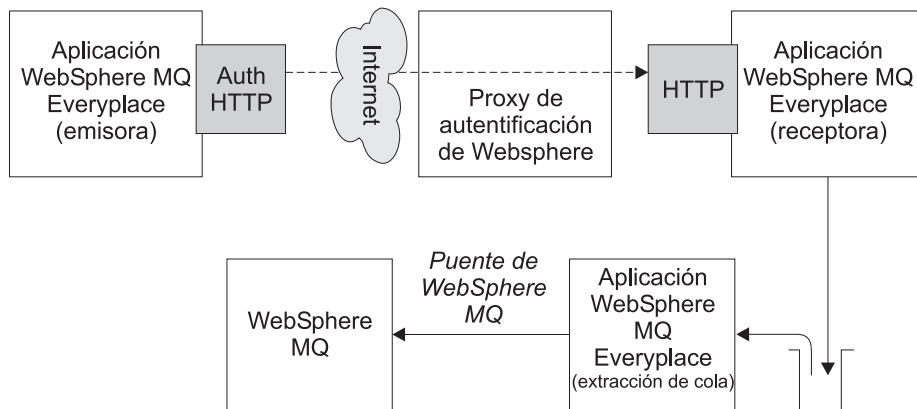 Aplicación
WebSphere MQ
Everyplace
(emisora)
Auth
HTTP
Internet
Proxy de
autentificación
de Websphere
HTTP
Aplicación
WebSphere MQ
Everyplace
(receptora)
WebSphere
MQ
Puente de
WebSphere
MQ
Aplicación
WebSphere
MQ
Everyplace
(extracción de cola)